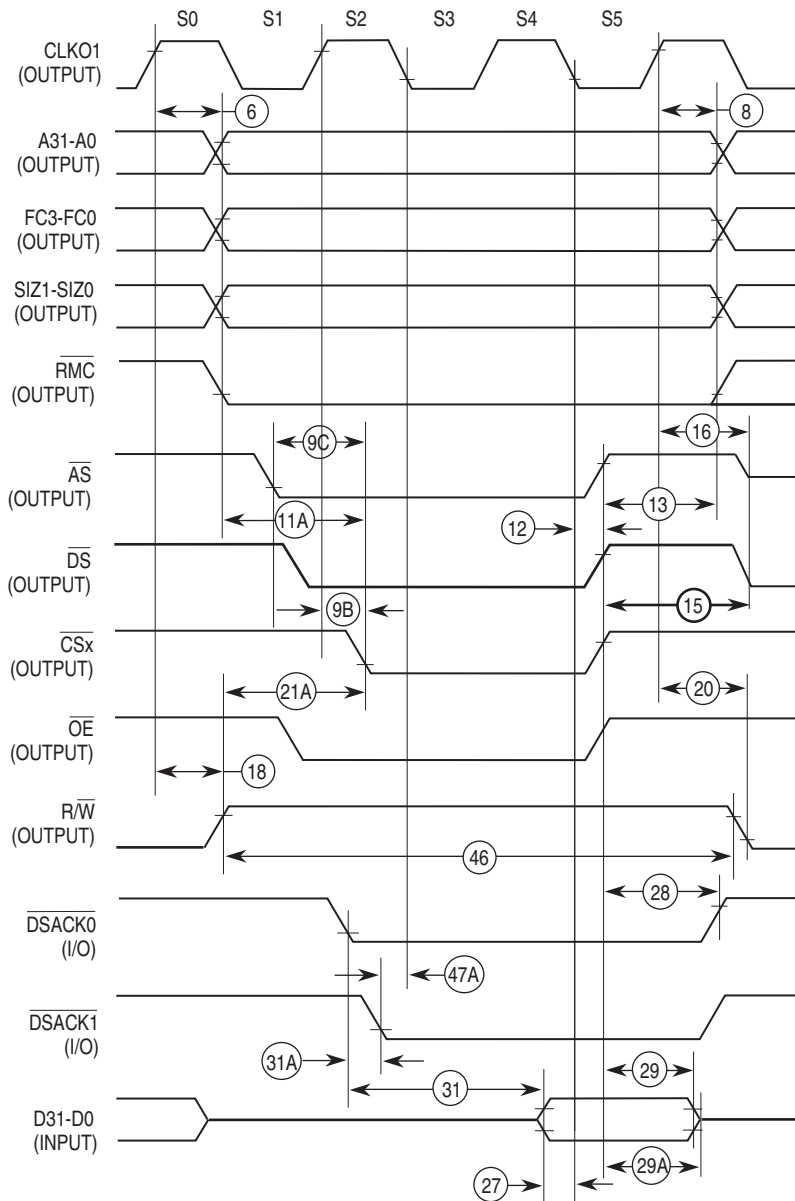 S0 S1 S2 S3 S4 S5
CLKO1
(OUTPUT)
6
8
A31-A0
(OUTPUT)
FC3-FC0
(OUTPUT)
SIZ1-SIZ0
(OUTPUT)
RMC
(OUTPUT)
16
9C
AS
(OUTPUT)
11A
12
13
DS
(OUTPUT)
9B
15
CSx
(OUTPUT)
21A
20
OE
(OUTPUT)
18
R/W
(OUTPUT)
46
28
DSACK0
(I/O)
47A
DSACK1
(I/O)
31A
31
29
D31-D0
(INPUT)
29A
27